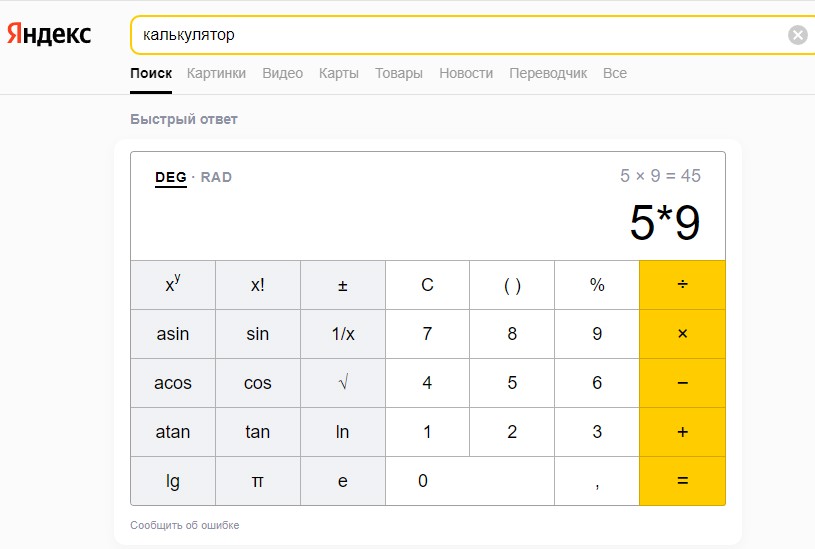 Яндекс
калькулятор
Поиск Картинки Видео Карты Товары Новости Переводчик Все
Быстрый ответ
DEG · RAD
5 × 9 = 45
5*9
xʸ x! ± C ( ) % ÷
asin sin 1/x 7 8 9 ×
acos cos √ 4 5 6 −
atan tan ln 1 2 3 +
lg π e 0 , =
Сообщить об ошибке